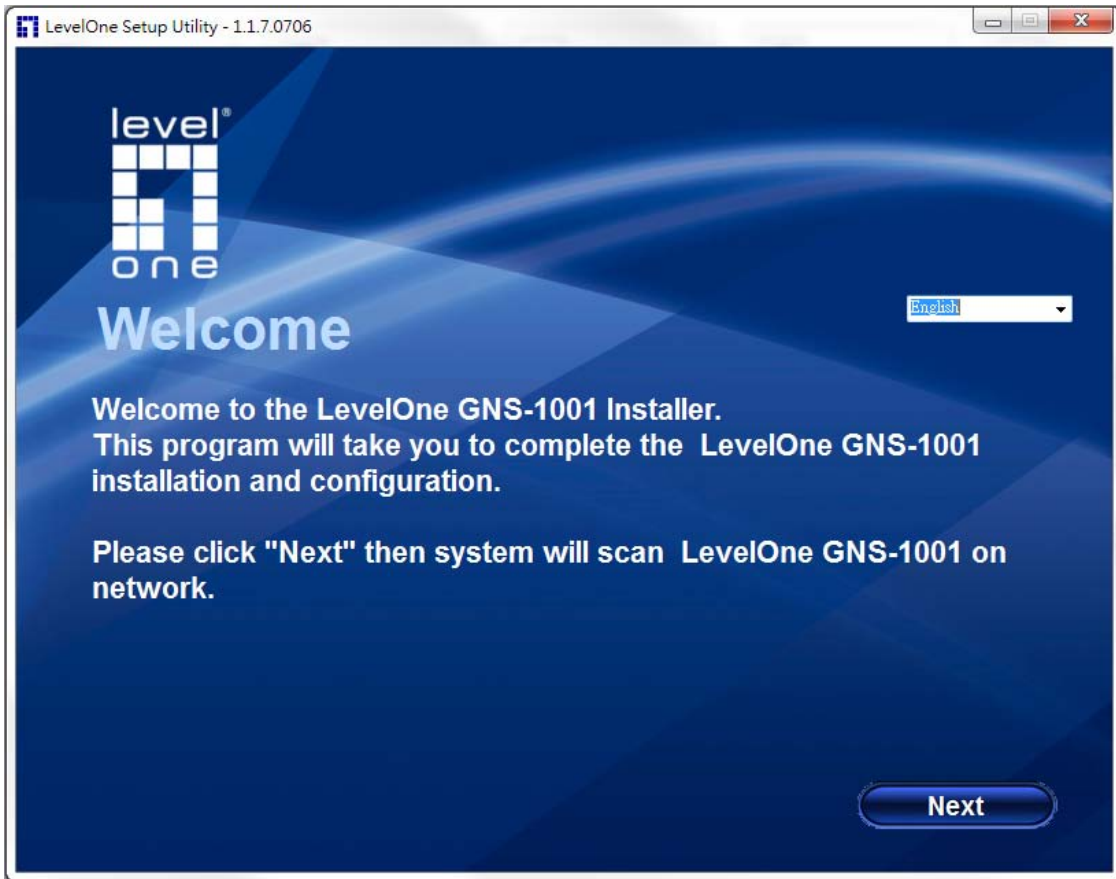 LevelOne Setup Utility - 1.1.7.0706
level®
one
Welcome
English
Welcome to the LevelOne GNS-1001 Installer.
This program will take you to complete the LevelOne GNS-1001
installation and configuration.
Please click "Next" then system will scan LevelOne GNS-1001 on
network.
Next